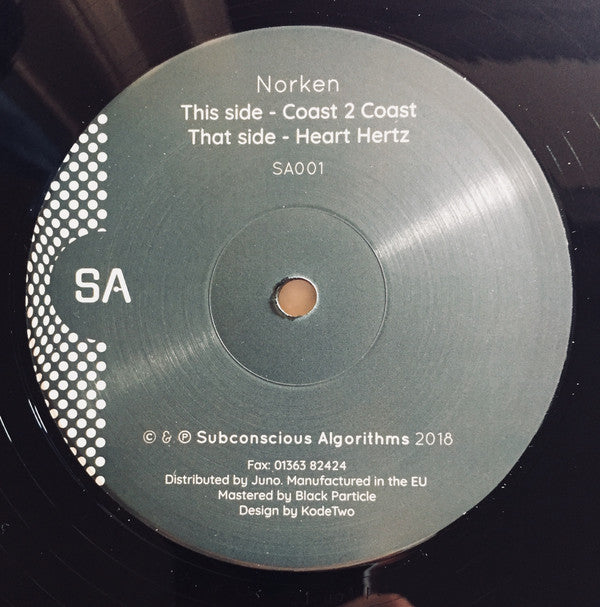 Norken
This side - Coast 2 Coast
That side - Heart Hertz
SA001
SA
© & ℗ Subconscious Algorithms 2018
Fax: 01363 82424
Distributed by Juno. Manufactured in the EU
Mastered by Black Particle
Design by KodeTwo